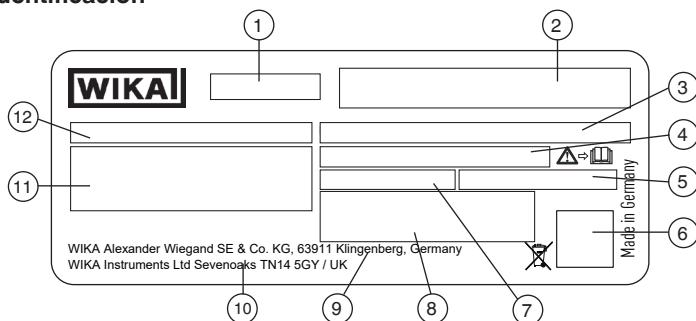 dentificación
1
2
WIKA
3
12
4
11
5
Made in Germany
6
WIKA Alexander Wiegand SE & Co. KG, 63911 Klingenberg, Germany
WIKA Instruments Ltd Sevenoaks TN14 5GY / UK
10
9
8
7